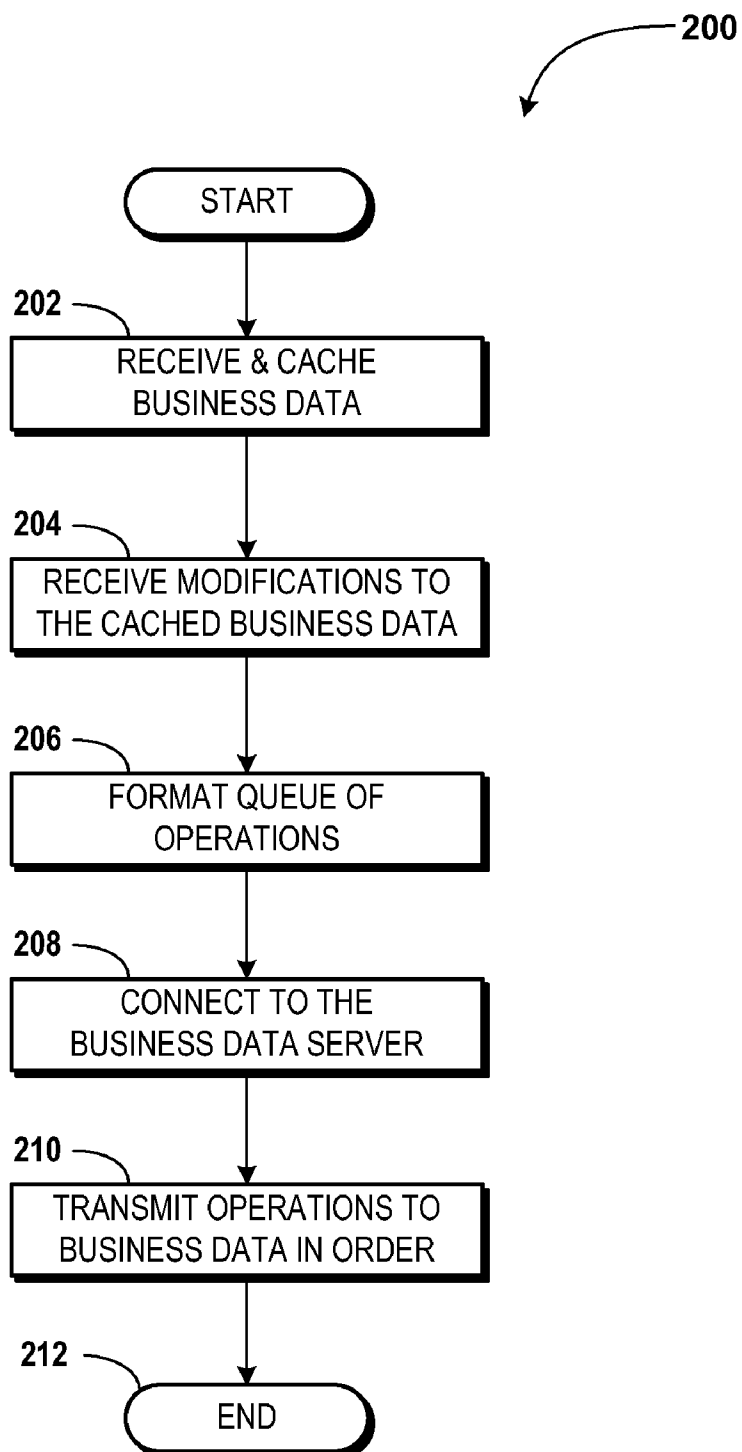 200
START
202
RECEIVE & CACHE
BUSINESS DATA
204
RECEIVE MODIFICATIONS TO
THE CACHED BUSINESS DATA
206
FORMAT QUEUE OF
OPERATIONS
208
CONNECT TO THE
BUSINESS DATA SERVER
210
TRANSMIT OPERATIONS TO
BUSINESS DATA IN ORDER
212
END